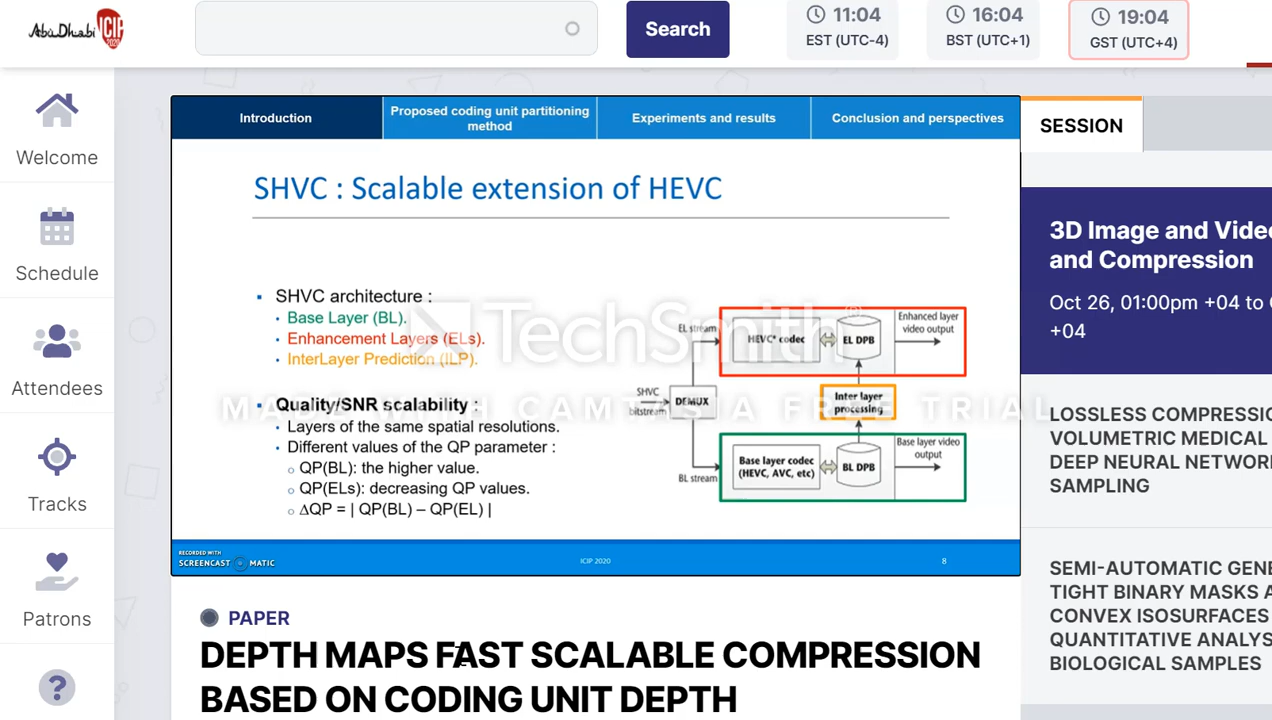 Abu Dhabi ICIP 2020
Search
11:04
EST (UTC-4)
16:04
BST (UTC+1)
19:04
GST (UTC+4)
Welcome
Schedule
Attendees
Tracks
Patrons
?
Introduction
Proposed coding unit partitioning
method
Experiments and results
Conclusion and perspectives
SHVC : Scalable extension of HEVC
▪ SHVC architecture :
• Base Layer (BL).
• Enhancement Layers (ELs).
• InterLayer Prediction (ILP).
▪ Quality/SNR scalability :
• Layers of the same spatial resolutions.
• Different values of the QP parameter :
o QP(BL): the higher value.
o QP(ELs): decreasing QP values.
o ΔQP = | QP(BL) – QP(EL) |
SHVC
bitstream
DEMUX
EL stream
HEVC* codec
EL DPB
Enhanced layer
video output
Inter layer
processing
BL stream
Base layer codec
(HEVC, AVC, etc)
BL DPB
Base layer video
output
TechSmith®
MADE WITH CAMTASIA FREE TRIAL
RECORDED WITH
SCREENCAST MATIC
ICIP 2020
8
PAPER
DEPTH MAPS FAST SCALABLE COMPRESSION
BASED ON CODING UNIT DEPTH
SESSION
3D Image and Vide
and Compression
Oct 26, 01:00pm +04 to
+04
LOSSLESS COMPRESSIO
VOLUMETRIC MEDICAL
DEEP NEURAL NETWOR
SAMPLING
SEMI-AUTOMATIC GENE
TIGHT BINARY MASKS A
CONVEX ISOSURFACES
QUANTITATIVE ANALYS
BIOLOGICAL SAMPLES